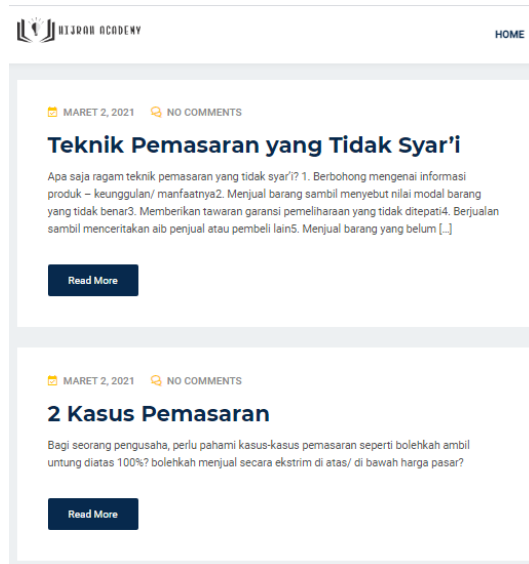 HIJRAH ACADEMY
HOME
MARET 2, 2021 NO COMMENTS
Teknik Pemasaran yang Tidak Syar’i
Apa saja ragam teknik pemasaran yang tidak syar’i? 1. Berbohong mengenai informasi
produk – keunggulan/ manfaatnya2. Menjual barang sambil menyebut nilai modal barang
yang tidak benar3. Memberikan tawaran garansi pemeliharaan yang tidak ditepati4. Berjualan
sambil menceritakan aib penjual atau pembeli lain5. Menjual barang yang belum […]
Read More
MARET 2, 2021 NO COMMENTS
2 Kasus Pemasaran
Bagi seorang pengusaha, perlu pahami kasus-kasus pemasaran seperti bolehkah ambil
untung diatas 100%? bolehkah menjual secara ekstrim di atas/ di bawah harga pasar?
Read More